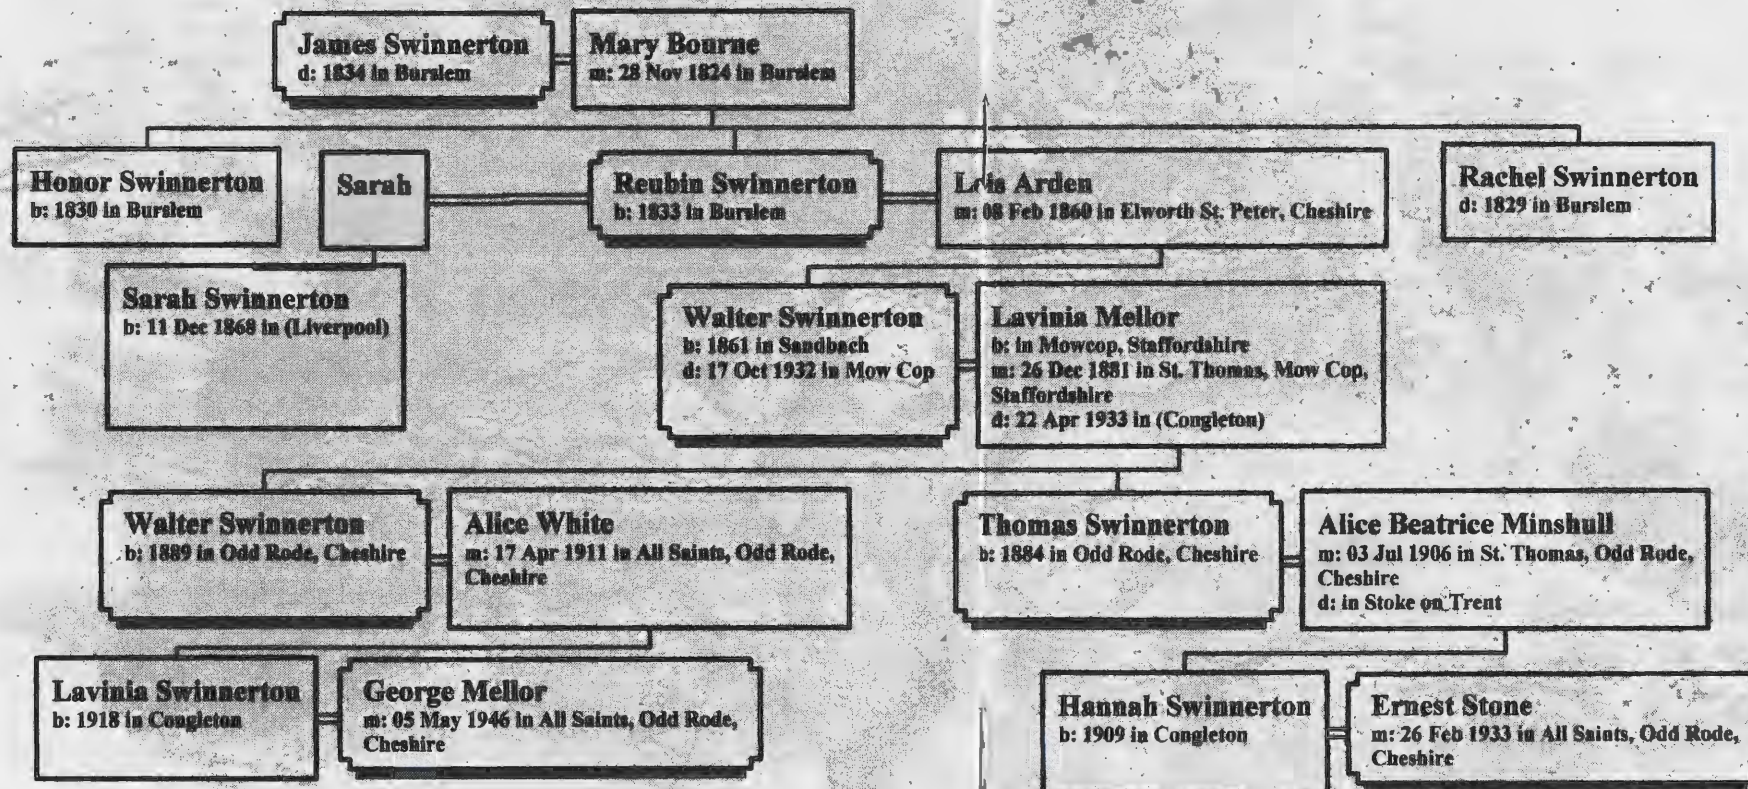 James Swinnerton
d: 1834 in Burslem
Mary Bourne
m: 28 Nov 1824 in Burslem
Honor Swinnerton
b: 1830 in Burslem
Sarah
Reubin Swinnerton
b: 1833 in Burslem
Lois Arden
m: 08 Feb 1860 in Elworth St. Peter, Cheshire
Rachel Swinnerton
d: 1829 in Burslem
Sarah Swinnerton
b: 11 Dec 1868 in (Liverpool)
Walter Swinnerton
b: 1861 in Sandbach
d: 17 Oct 1932 in Mow Cop
Lavinia Mellor
b: in Mowcop, Staffordshire
m: 26 Dec 1881 in St. Thomas, Mow Cop,
Staffordshire
d: 22 Apr 1933 in (Congleton)
Walter Swinnerton
b: 1889 in Odd Rode, Cheshire
Alice White
m: 17 Apr 1911 in All Saints, Odd Rode,
Cheshire
Thomas Swinnerton
b: 1884 in Odd Rode, Cheshire
Alice Beatrice Minshull
m: 03 Jul 1906 in St. Thomas, Odd Rode,
Cheshire
d: in Stoke on Trent
Lavinia Swinnerton
b: 1918 in Congleton
George Mellor
m: 05 May 1946 in All Saints, Odd Rode,
Cheshire
Hannah Swinnerton
b: 1909 in Congleton
Ernest Stone
m: 26 Feb 1933 in All Saints, Odd Rode,
Cheshire